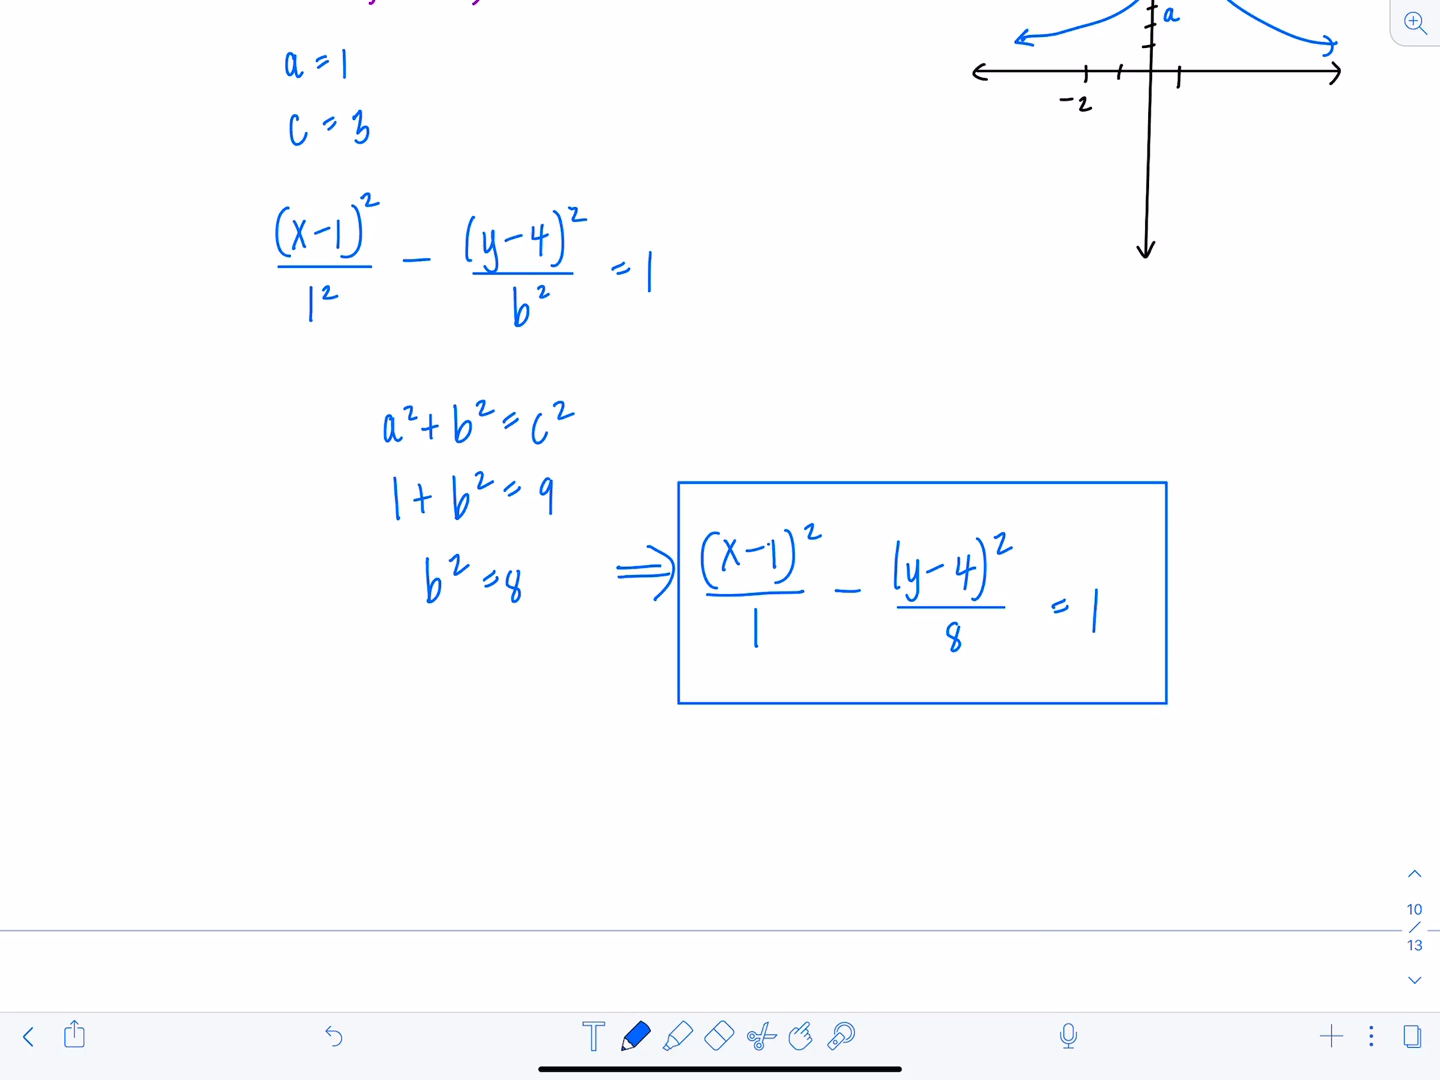 a
-2
a = 1
c = 3
(x-1)² / 1² - (y-4)² / b² = 1
a² + b² = c²
1 + b² = 9
b² = 8
⇒ (x-1)² / 1 - (y-4)² / 8 = 1
10
/
13
T